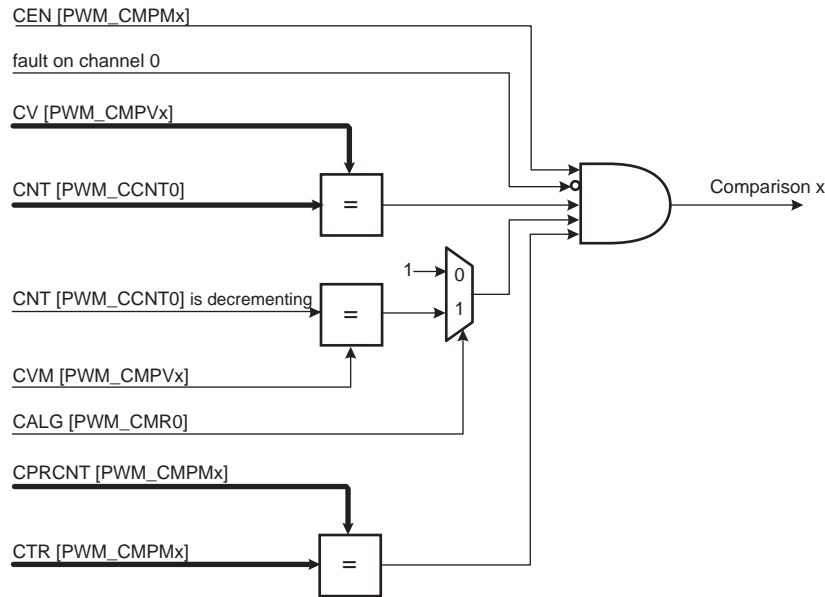 CEN [PWM_CMPMx]
fault on channel 0
CV [PWM_CMPVx]
CNT [PWM_CCNT0]
=
Comparison x
1
0
1
CNT [PWM_CCNT0] is decrementing
=
CVM [PWM_CMPVx]
CALG [PWM_CMR0]
CPRCNT [PWM_CMPMx]
CTR [PWM_CMPMx]
=